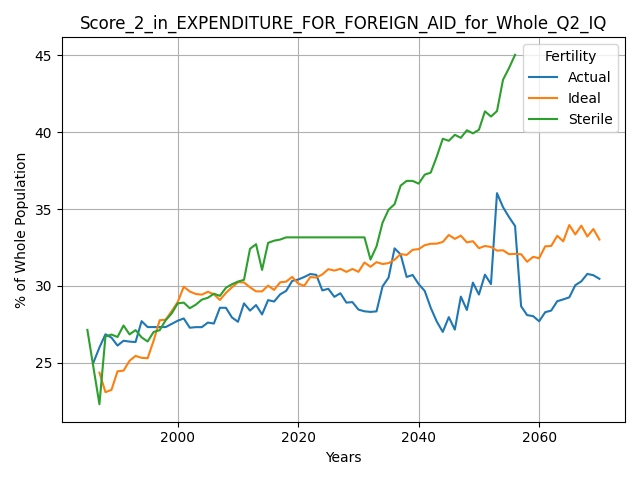 Score_2_in_EXPENDITURE_FOR_FOREIGN_AID_for_Whole_Q2_IQ
Fertility
Actual
Ideal
Sterile
% of Whole Population
45
40
35
30
25
2000
2020
2040
2060
Years